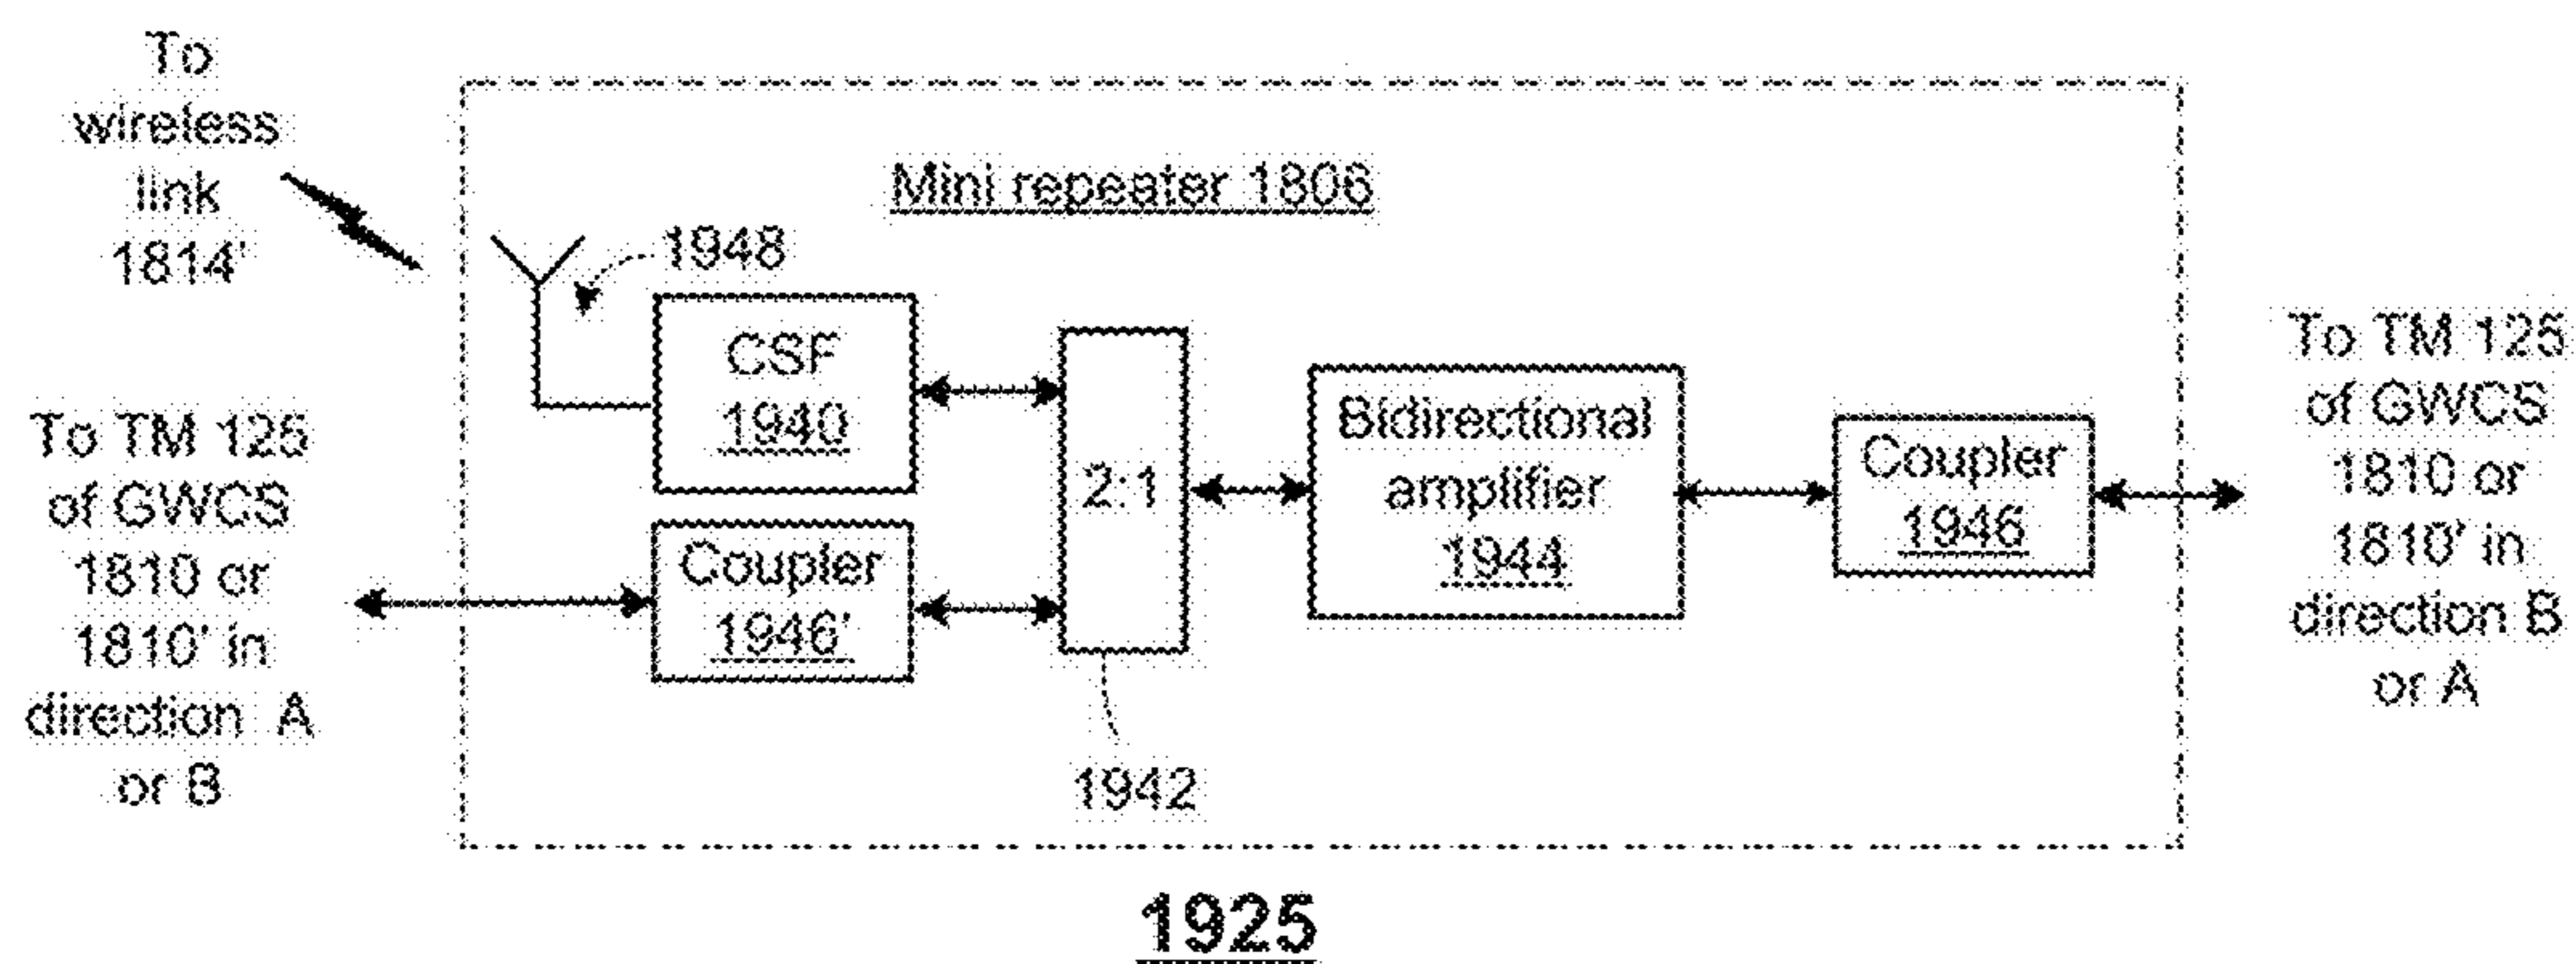 To
wireless
link
1814'
To TM 125
of GWCS
1810 or
1810' in
direction A
or B
Mini repeater 1806
1948
CSF
1940
Coupler
1946'
2:1
1942
Bidirectional
amplifier
1944
Coupler
1946
To TM 125
of GWCS
1810 or
1810' in
direction B
or A
1925